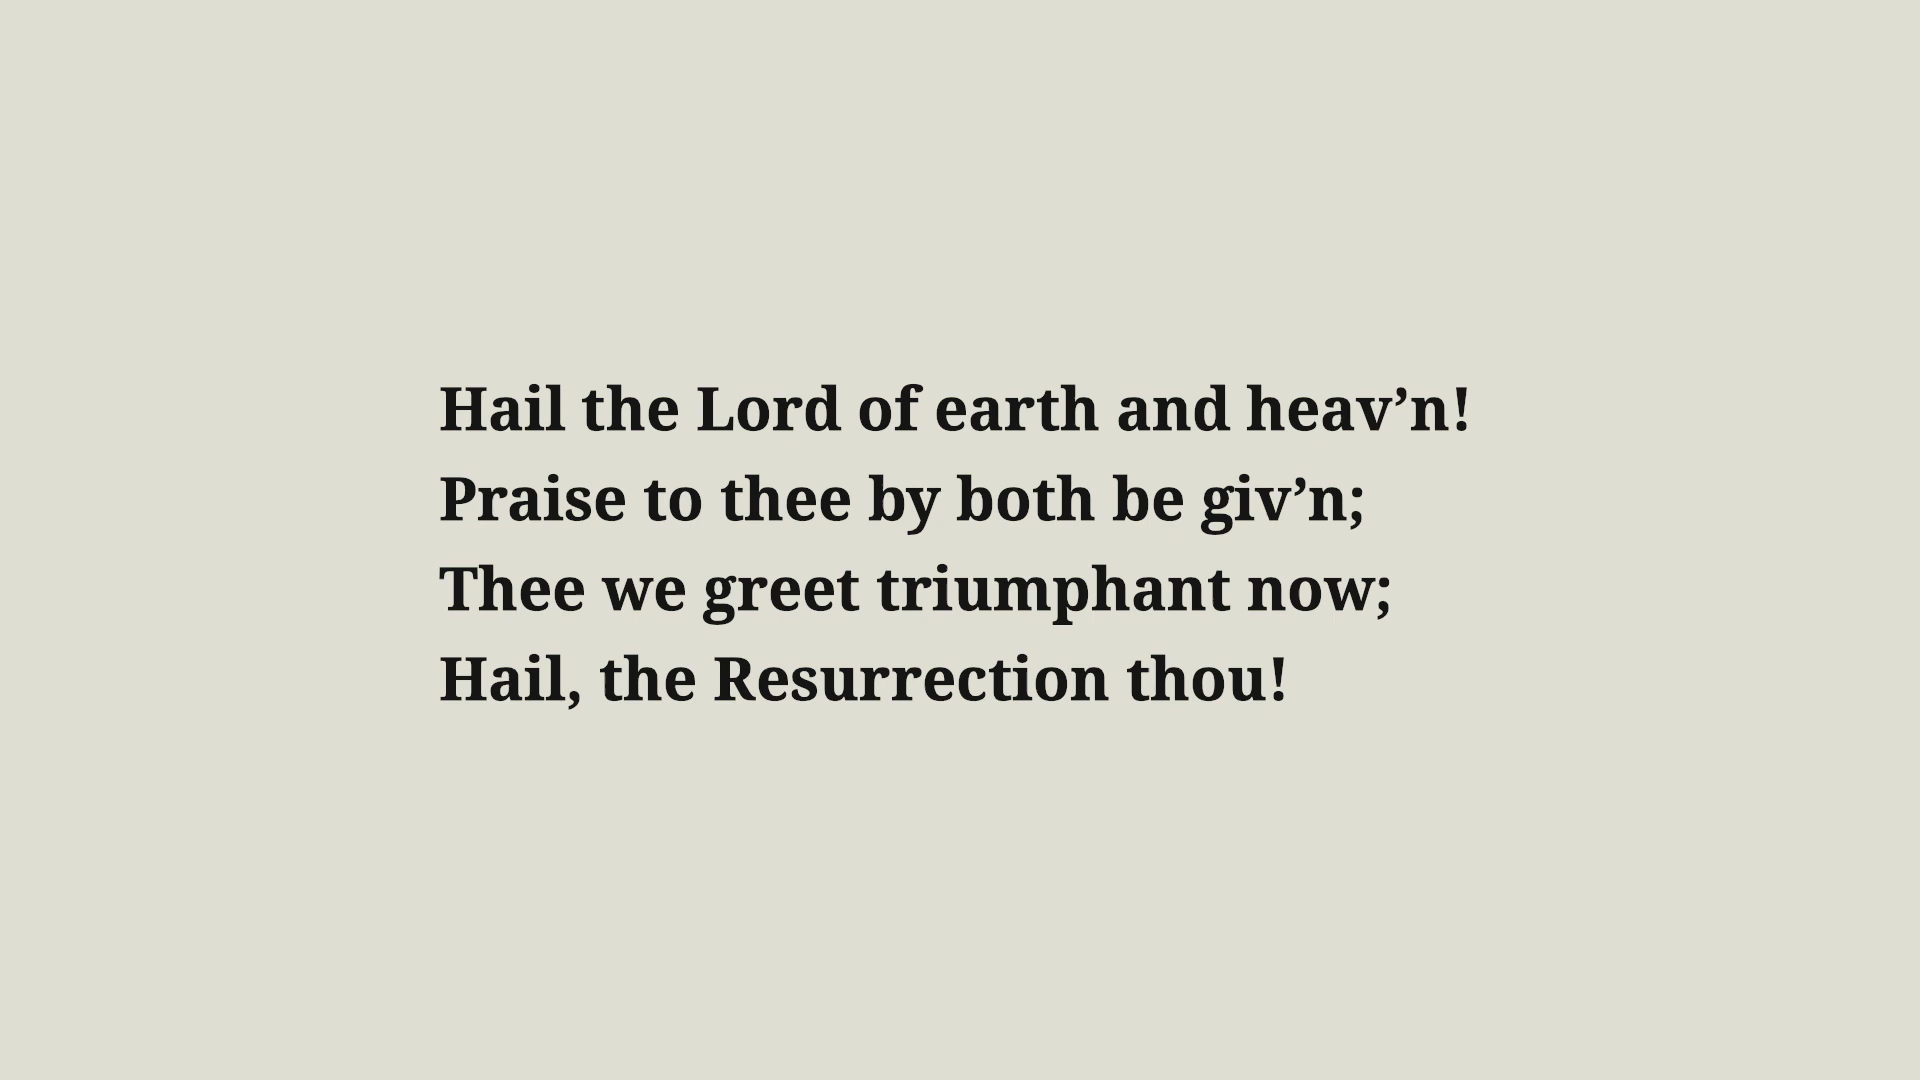 Hail the Lord of earth and heav’n!
Praise to thee by both be giv’n;
Thee we greet triumphant now;
Hail, the Resurrection thou!